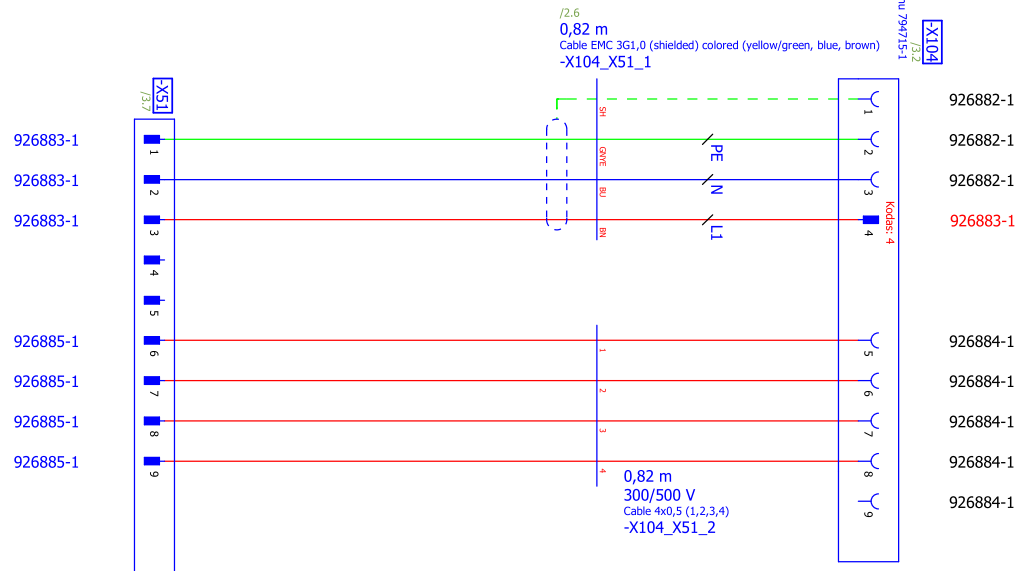 /2.6
0,82 m
Cable EMC 3G1,0 (shielded) colored (yellow/green, blue, brown)
-X104_X51_1
nu 794715-1
/3.2
-X104
/3.7
-X51
SH
1
926882-1
926883-1
1
GNYE
PE
2
926882-1
926883-1
2
BU
N
3
926882-1
926883-1
3
BN
L1
4
Kodas: 4
926883-1
4
5
926885-1
6
1
5
926884-1
926885-1
7
2
6
926884-1
926885-1
8
3
7
926884-1
926885-1
9
4
8
926884-1
9
926884-1
0,82 m
300/500 V
Cable 4x0,5 (1,2,3,4)
-X104_X51_2